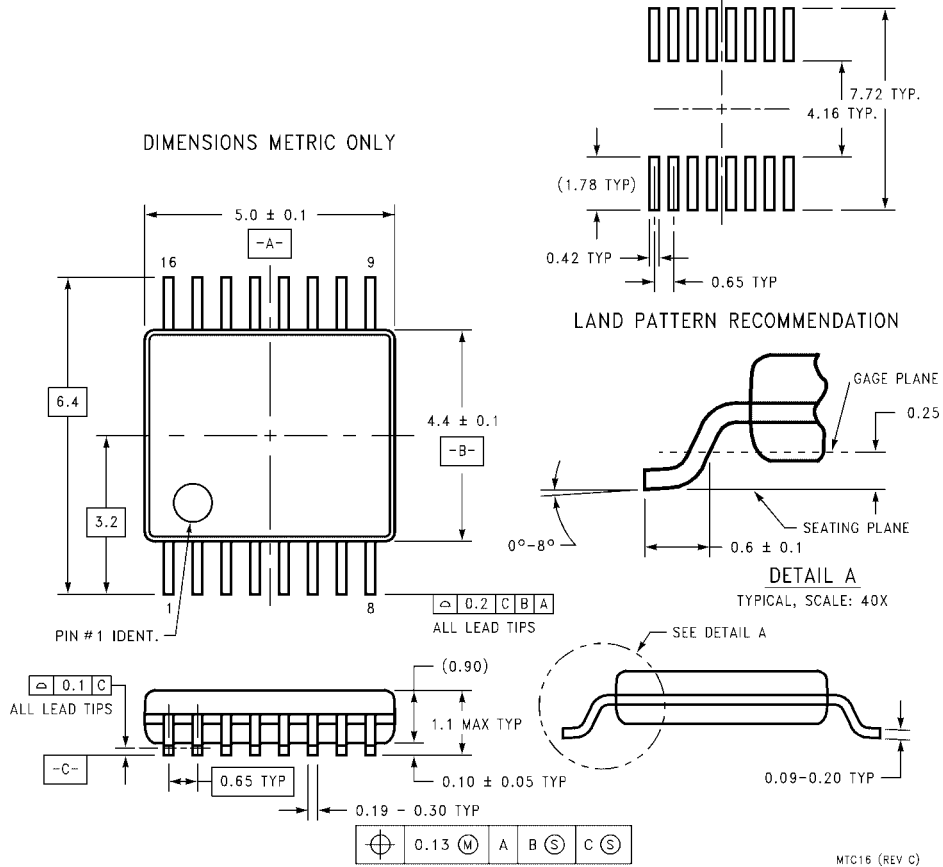 7.72 TYP.
4.16 TYP.
DIMENSIONS METRIC ONLY
(1.78 TYP)
5.0 ± 0.1
-A-
0.42 TYP
16
9
0.65 TYP
LAND PATTERN RECOMMENDATION
GAGE PLANE
6.4
0.25
4.4 ± 0.1
-B-
3.2
SEATING PLANE
0°-8°
0.6 ± 0.1
DETAIL A
TYPICAL, SCALE: 40X
1
8
⌓ 0.2 C B A
ALL LEAD TIPS
PIN #1 IDENT.
SEE DETAIL A
(0.90)
⌓ 0.1 C
ALL LEAD TIPS
1.1 MAX TYP
-C-
0.65 TYP
0.10 ± 0.05 TYP
0.09-0.20 TYP
0.19 - 0.30 TYP
⌖ 0.13 Ⓜ A B Ⓢ C Ⓢ
MTC16 (REV C)